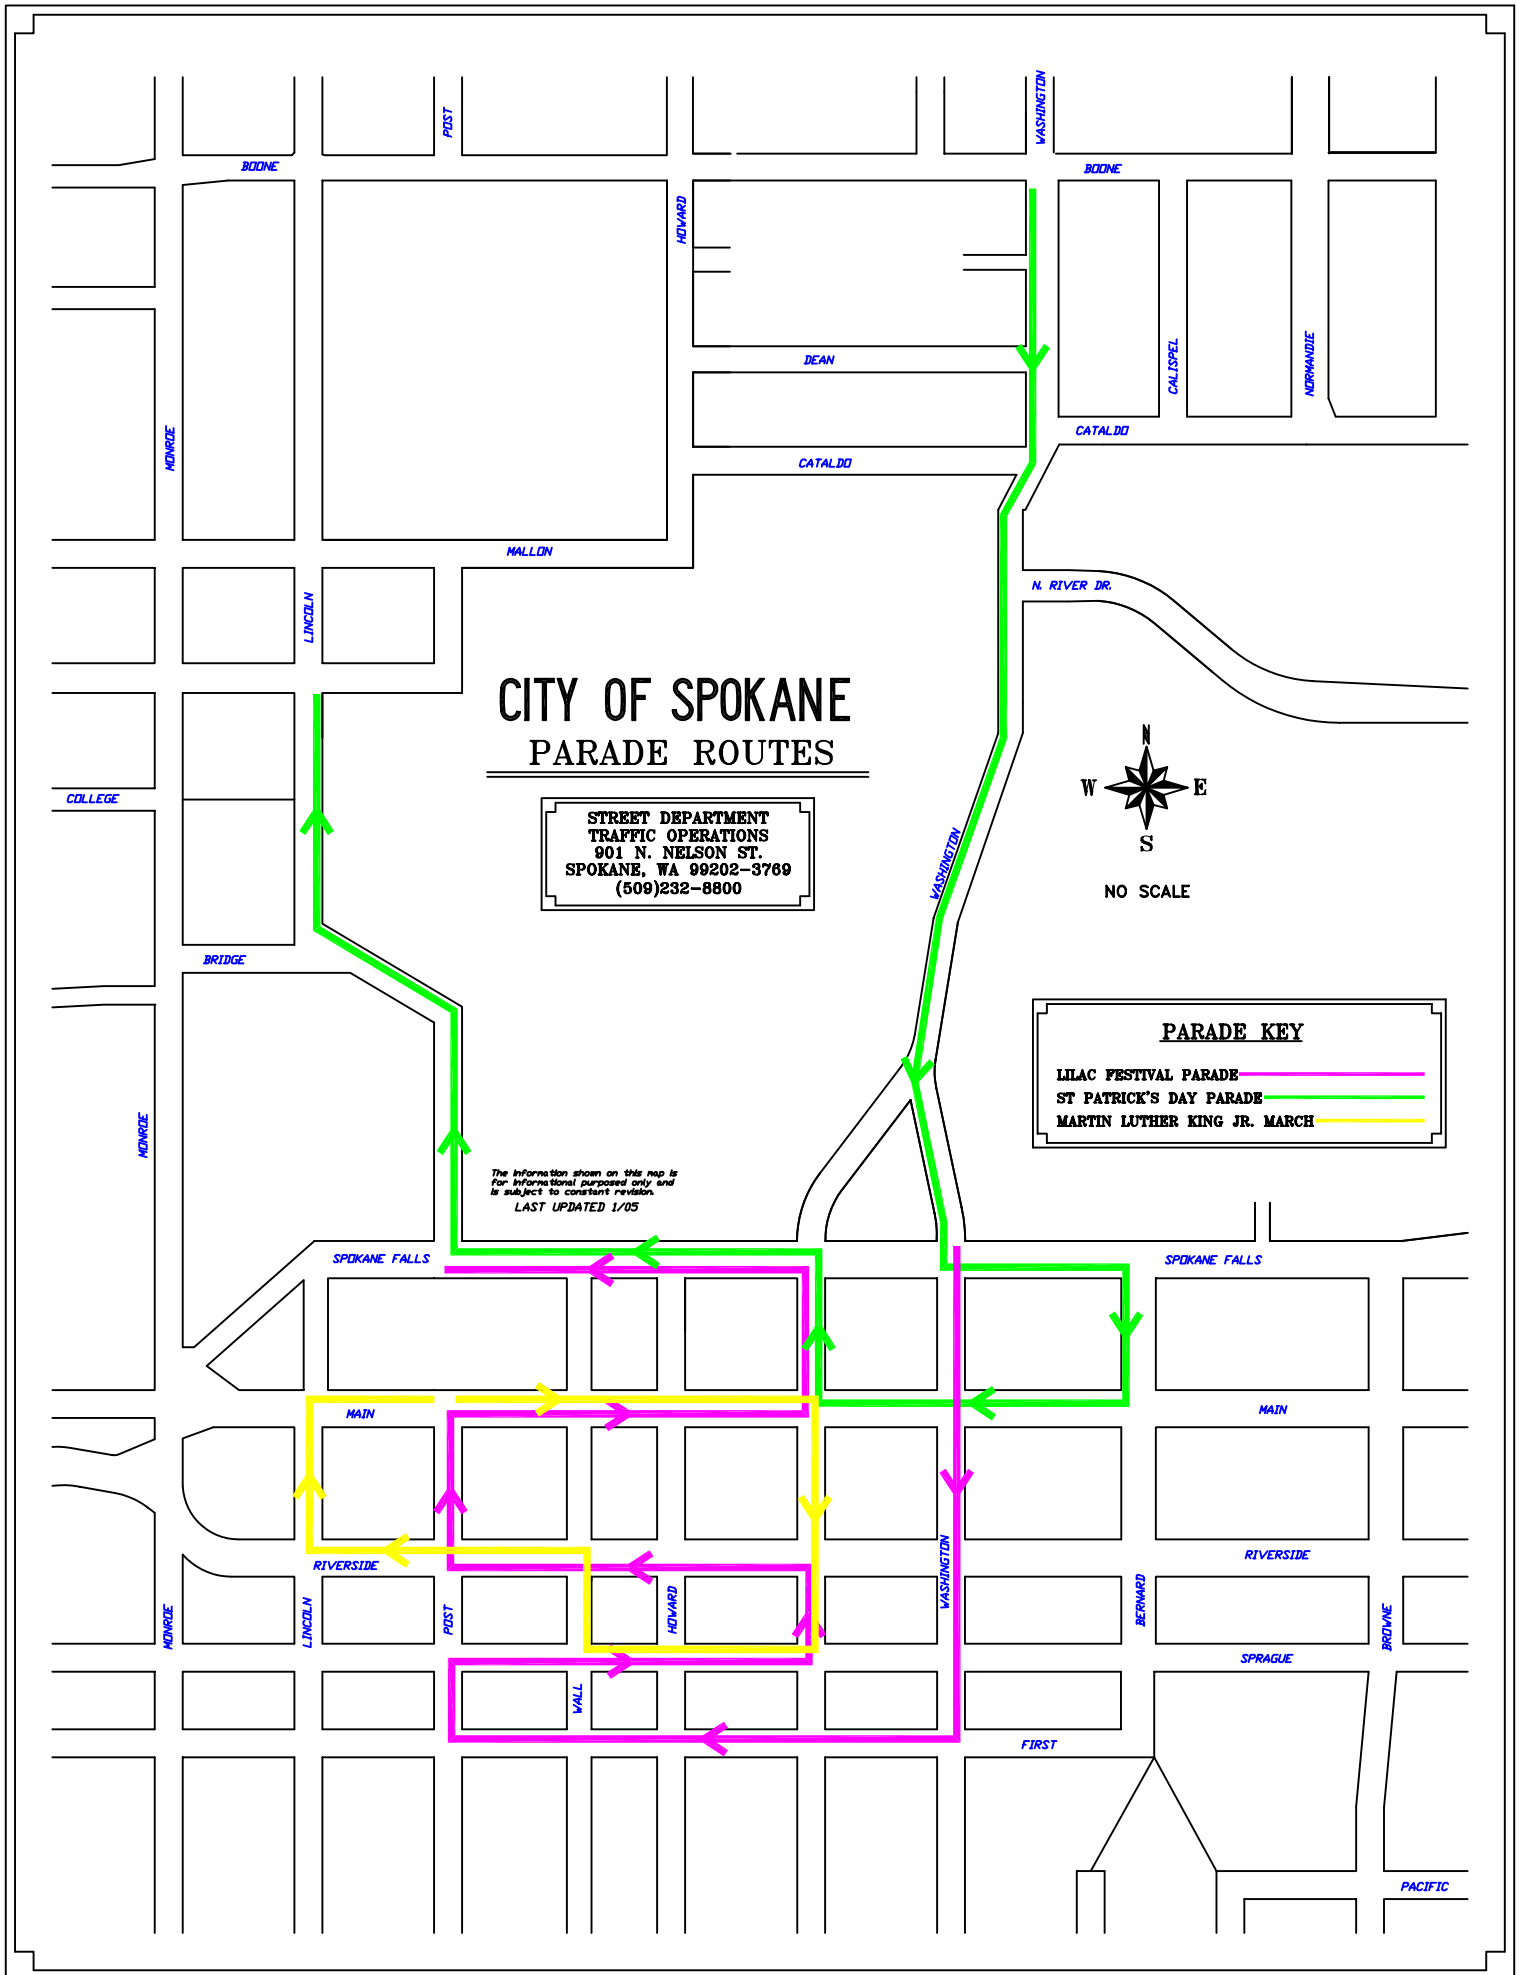 WASHINGTON
POST
BOONE
BOONE
HOWARD
DEAN
CALISPEL
NORMANDIE
MONROE
CATALDO
CATALDO
MALLON
N. RIVER DR.
LINCOLN
CITY OF SPOKANE
PARADE ROUTES
STREET DEPARTMENT
TRAFFIC OPERATIONS
901 N. NELSON ST.
SPOKANE, WA 99202-3769
(509)232-8800
N
W E
S
NO SCALE
COLLEGE
WASHINGTON
BRIDGE
PARADE KEY
LILAC FESTIVAL PARADE
ST PATRICK'S DAY PARADE
MARTIN LUTHER KING JR. MARCH
MONROE
The information shown on this map is
for informational purposed only and
is subject to constant revision.
LAST UPDATED 1/05
SPOKANE FALLS
SPOKANE FALLS
MAIN
MAIN
RIVERSIDE
RIVERSIDE
WASHINGTON
MONROE
LINCOLN
POST
HOWARD
BERNARD
BROWNE
SPRAGUE
WALL
FIRST
PACIFIC